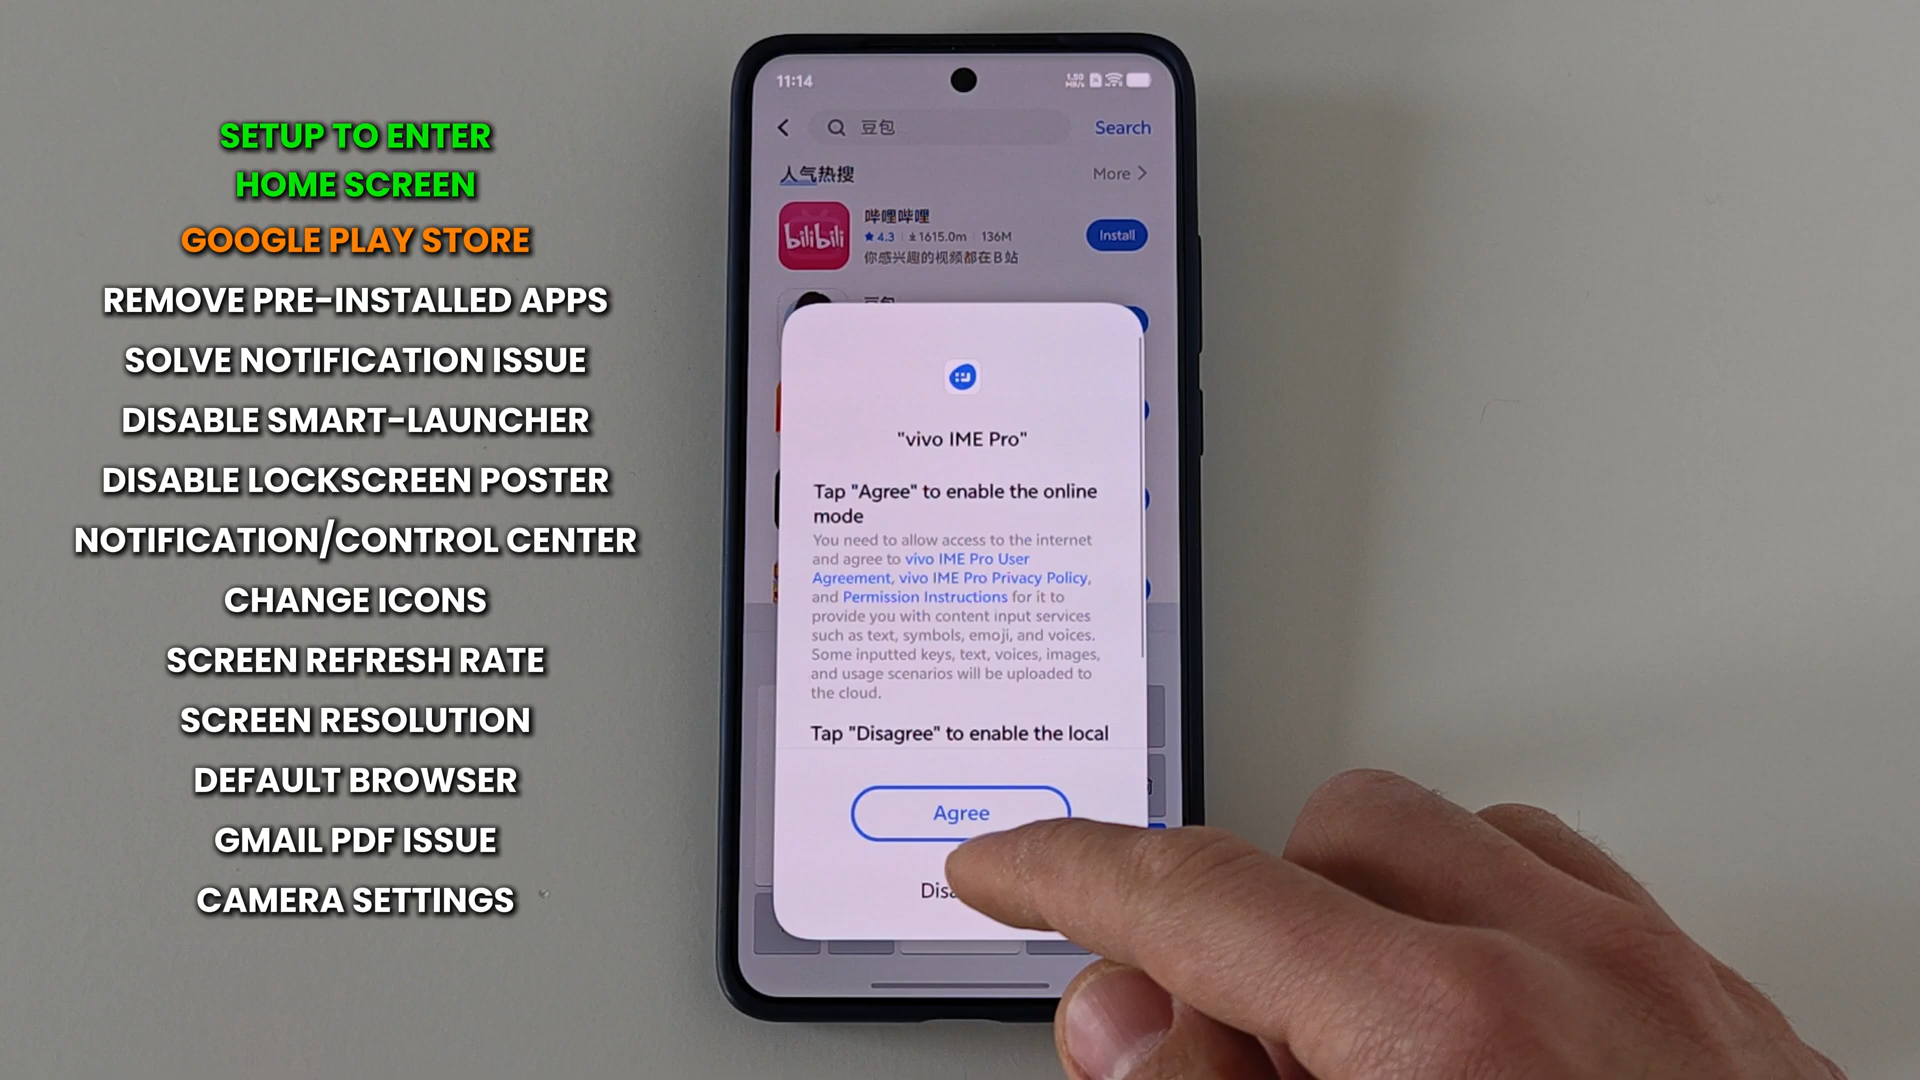 SETUP TO ENTER
HOME SCREEN
GOOGLE PLAY STORE
REMOVE PRE-INSTALLED APPS
SOLVE NOTIFICATION ISSUE
DISABLE SMART-LAUNCHER
DISABLE LOCKSCREEN POSTER
NOTIFICATION/CONTROL CENTER
CHANGE ICONS
SCREEN REFRESH RATE
SCREEN RESOLUTION
DEFAULT BROWSER
GMAIL PDF ISSUE
CAMERA SETTINGS
11:14
豆包 Search
人气热搜 More
bilibili
哔哩哔哩
4.3 1615.0m 136M
你感兴趣的视频都在B站
Install
豆包
"vivo IME Pro"
Tap "Agree" to enable the online
mode
You need to allow access to the internet
and agree to vivo IME Pro User
Agreement, vivo IME Pro Privacy Policy,
and Permission Instructions for it to
provide you with content input services
such as text, symbols, emoji, and voices.
Some inputted keys, text, voices, images,
and usage scenarios will be uploaded to
the cloud.
Tap "Disagree" to enable the local
Agree